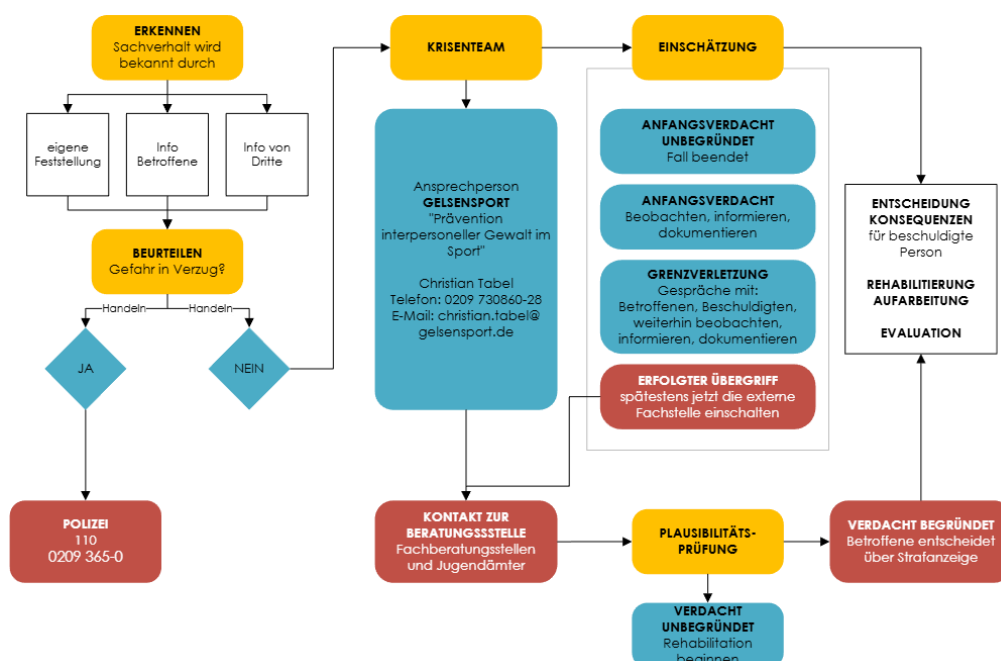 ERKENNEN
Sachverhalt wird
bekannt durch
eigene
Feststellung
Info
Betroffene
Info von
Dritte
BEURTEILEN
Gefahr in Verzug?
Handeln
Handeln
JA
NEIN
POLIZEI
110
0209 365-0
KRISENTEAM
Ansprechperson
GELSENSPORT
"Prävention
interpersoneller Gewalt im
Sport"
Christian Tabel
Telefon: 0209 730860-28
E-Mail: christian.tabel@
gelsensport.de
EINSCHÄTZUNG
ANFANGSVERDACHT
UNBEGRÜNDET
Fall beendet
ANFANGSVERDACHT
Beobachten, informieren,
dokumentieren
GRENZVERLETZUNG
Gespräche mit:
Betroffenen, Beschuldigten,
weiterhin beobachten,
informieren, dokumentieren
ERFOLGTER ÜBERGRIFF
spätestens jetzt die externe
Fachstelle einschalten
KONTAKT ZUR
BERATUNGSSSTELLE
Fachberatungsstellen
und Jugendämter
PLAUSIBILITÄTS-
PRÜFUNG
VERDACHT
UNBEGRÜNDET
Rehabilitation
beginnen
VERDACHT BEGRÜNDET
Betroffene entscheidet
über Strafanzeige
ENTSCHEIDUNG
KONSEQUENZEN
für beschuldigte
Person
REHABILITIERUNG
AUFARBEITUNG
EVALUATION